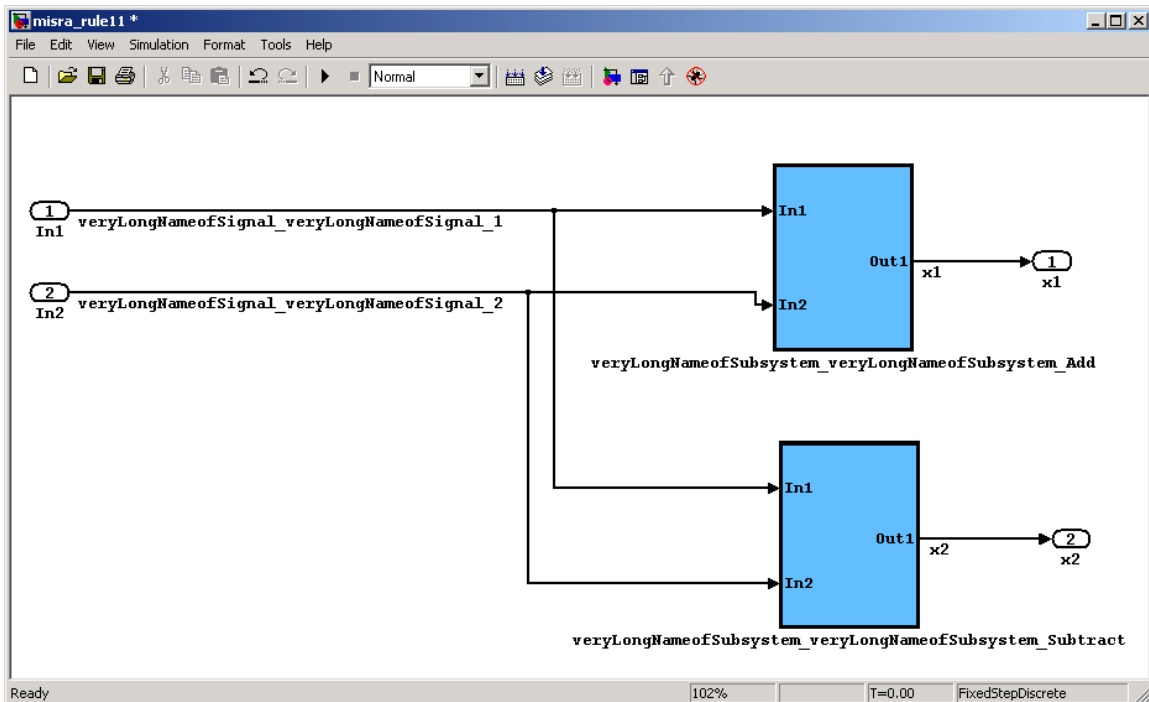 misra_rule11 *
File Edit View Simulation Format Tools Help
Normal
1
In1
veryLongNameofSignal_veryLongNameofSignal_1
2
In2
veryLongNameofSignal_veryLongNameofSignal_2
In1
In2
Out1
x1
1
x1
veryLongNameofSubsystem_veryLongNameofSubsystem_Add
In1
In2
Out1
x2
2
x2
veryLongNameofSubsystem_veryLongNameofSubsystem_Subtract
Ready 102% T=0.00 FixedStepDiscrete